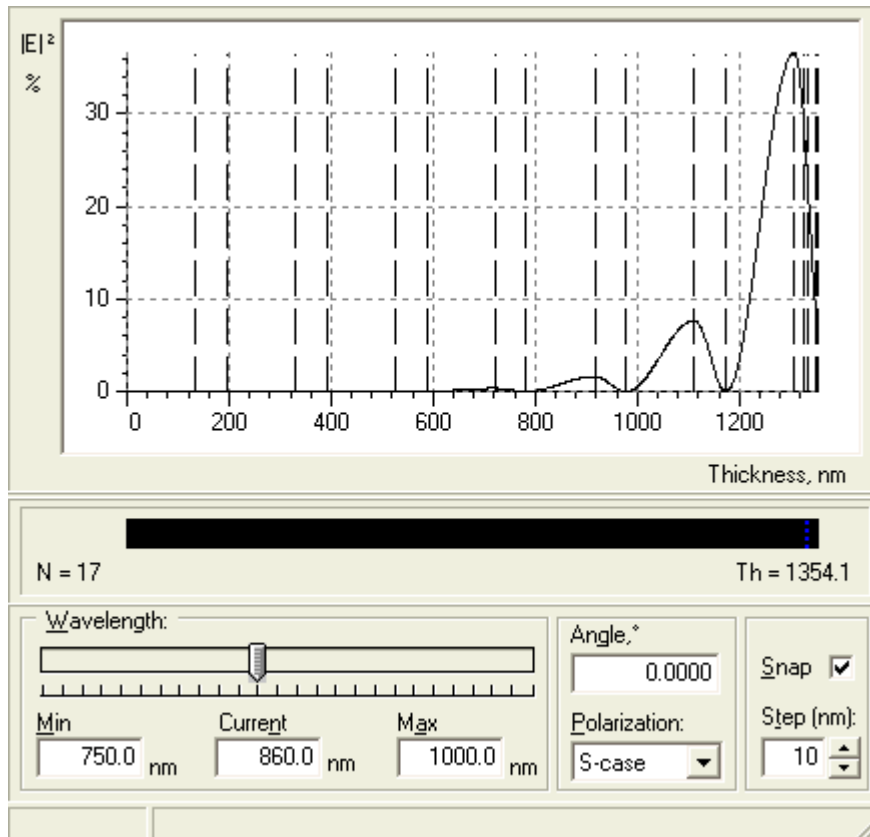 |E|²
%
30
20
10
0
0 200 400 600 800 1000 1200
Thickness, nm
N = 17 Th = 1354.1
Wavelength:
Min Current Max
750.0 nm 860.0 nm 1000.0 nm
Angle,°
0.0000
Polarization:
S-case
Snap
Step (nm):
10